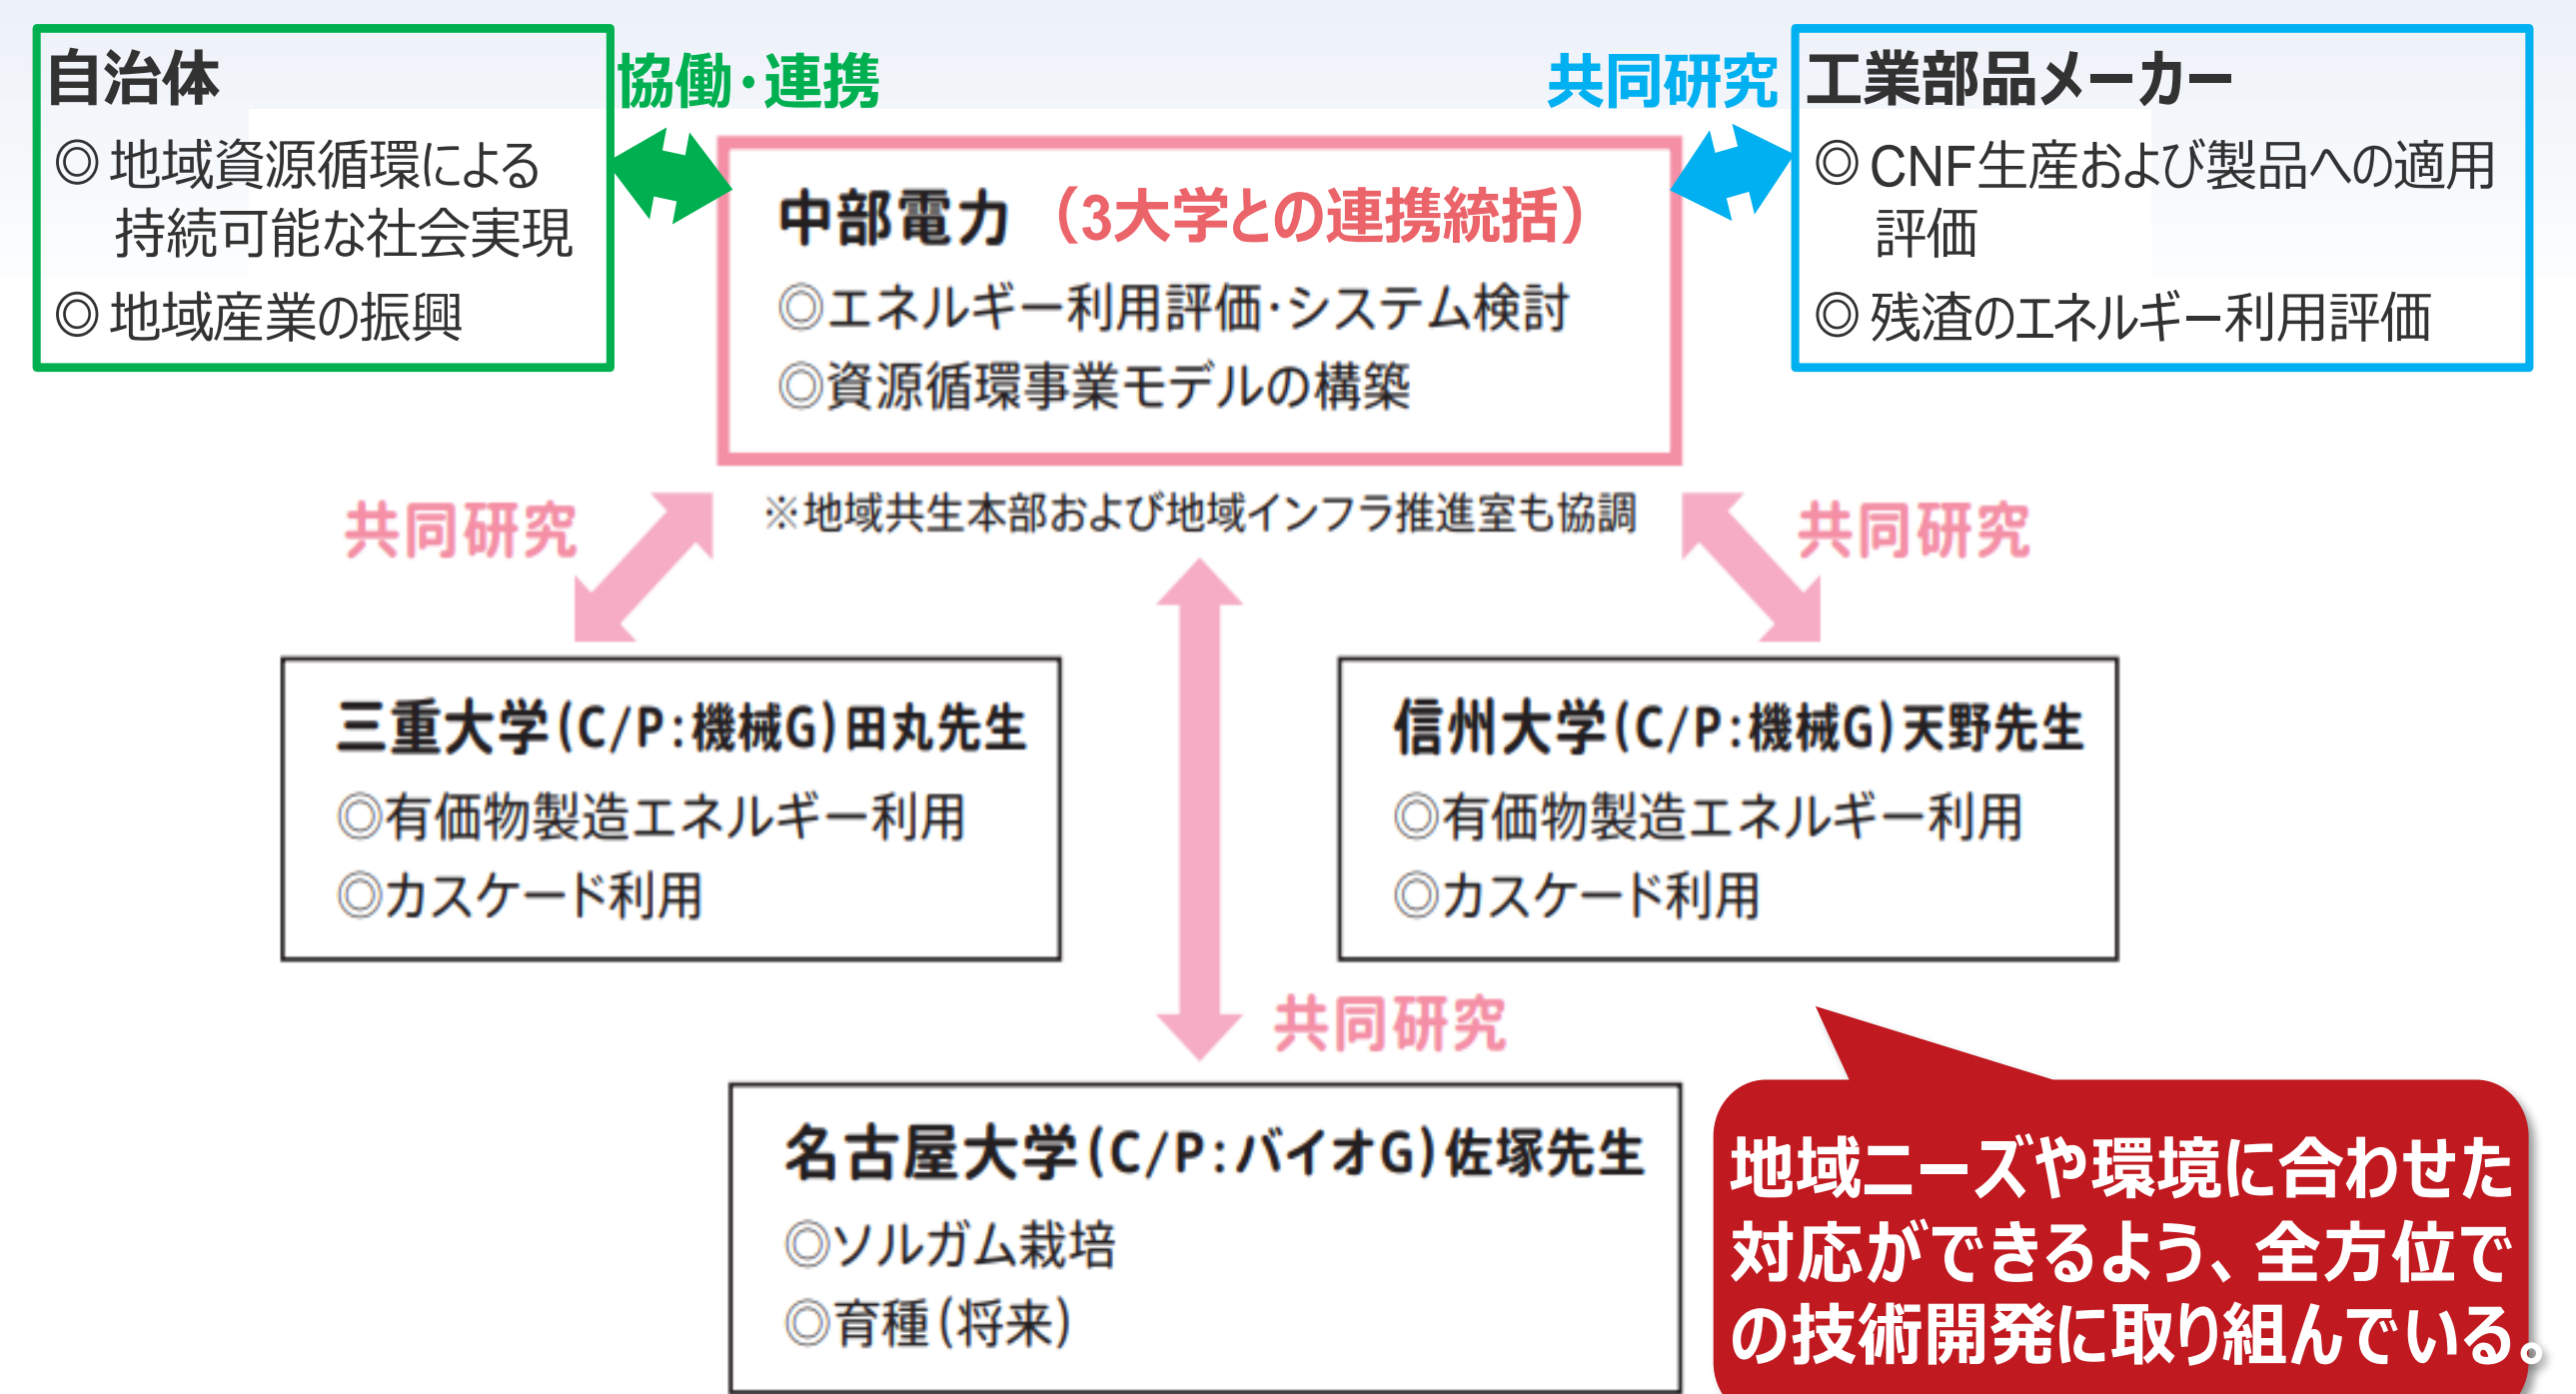 自治体
◎地域資源循環による
持続可能な社会実現
◎地域産業の振興
協働・連携
共同研究
工業部品メーカー
◎CNF生産および製品への適用
評価
◎残渣のエネルギー利用評価
中部電力（3大学との連携統括）
◎エネルギー利用評価・システム検討
◎資源循環事業モデルの構築
※地域共生本部および地域インフラ推進室も協調
共同研究
共同研究
三重大学(C/P:機械G)田丸先生
◎有価物製造エネルギー利用
◎カスケード利用
信州大学(C/P:機械G)天野先生
◎有価物製造エネルギー利用
◎カスケード利用
共同研究
名古屋大学(C/P:バイオG)佐塚先生
◎ソルガム栽培
◎育種(将来)
地域ニーズや環境に合わせた
対応ができるよう、全方位で
の技術開発に取り組んでいる。